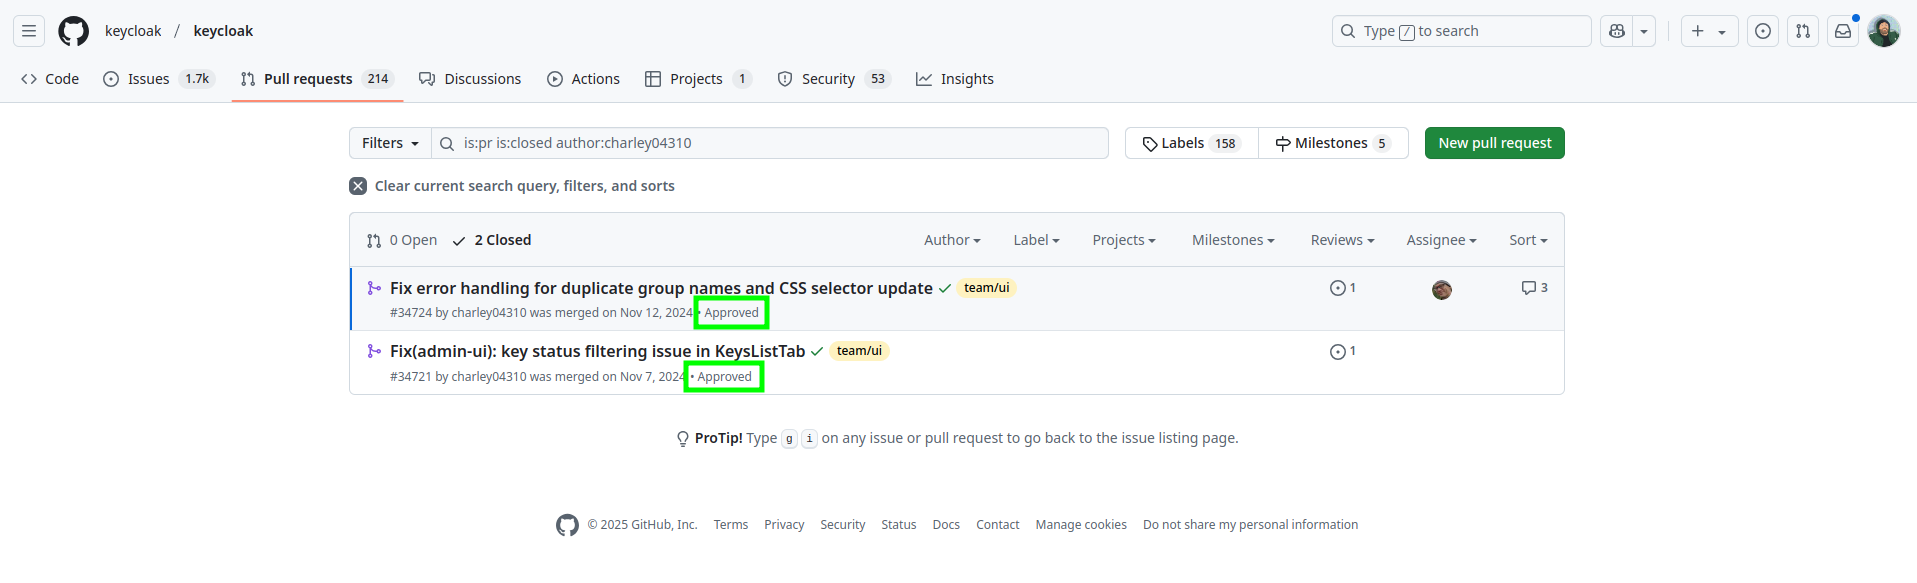 keycloak / keycloak
Type / to search
Code Issues 1.7k Pull requests 214 Discussions Actions Projects 1 Security 53 Insights
Filters is:pr is:closed author:charley04310 Labels 158 Milestones 5 New pull request
Clear current search query, filters, and sorts
0 Open 2 Closed Author Label Projects Milestones Reviews Assignee Sort
Fix error handling for duplicate group names and CSS selector update team/ui 1 3
#34724 by charley04310 was merged on Nov 12, 2024 • Approved
Fix(admin-ui): key status filtering issue in KeysListTab team/ui 1
#34721 by charley04310 was merged on Nov 7, 2024 • Approved
ProTip! Type g i on any issue or pull request to go back to the issue listing page.
© 2025 GitHub, Inc. Terms Privacy Security Status Docs Contact Manage cookies Do not share my personal information